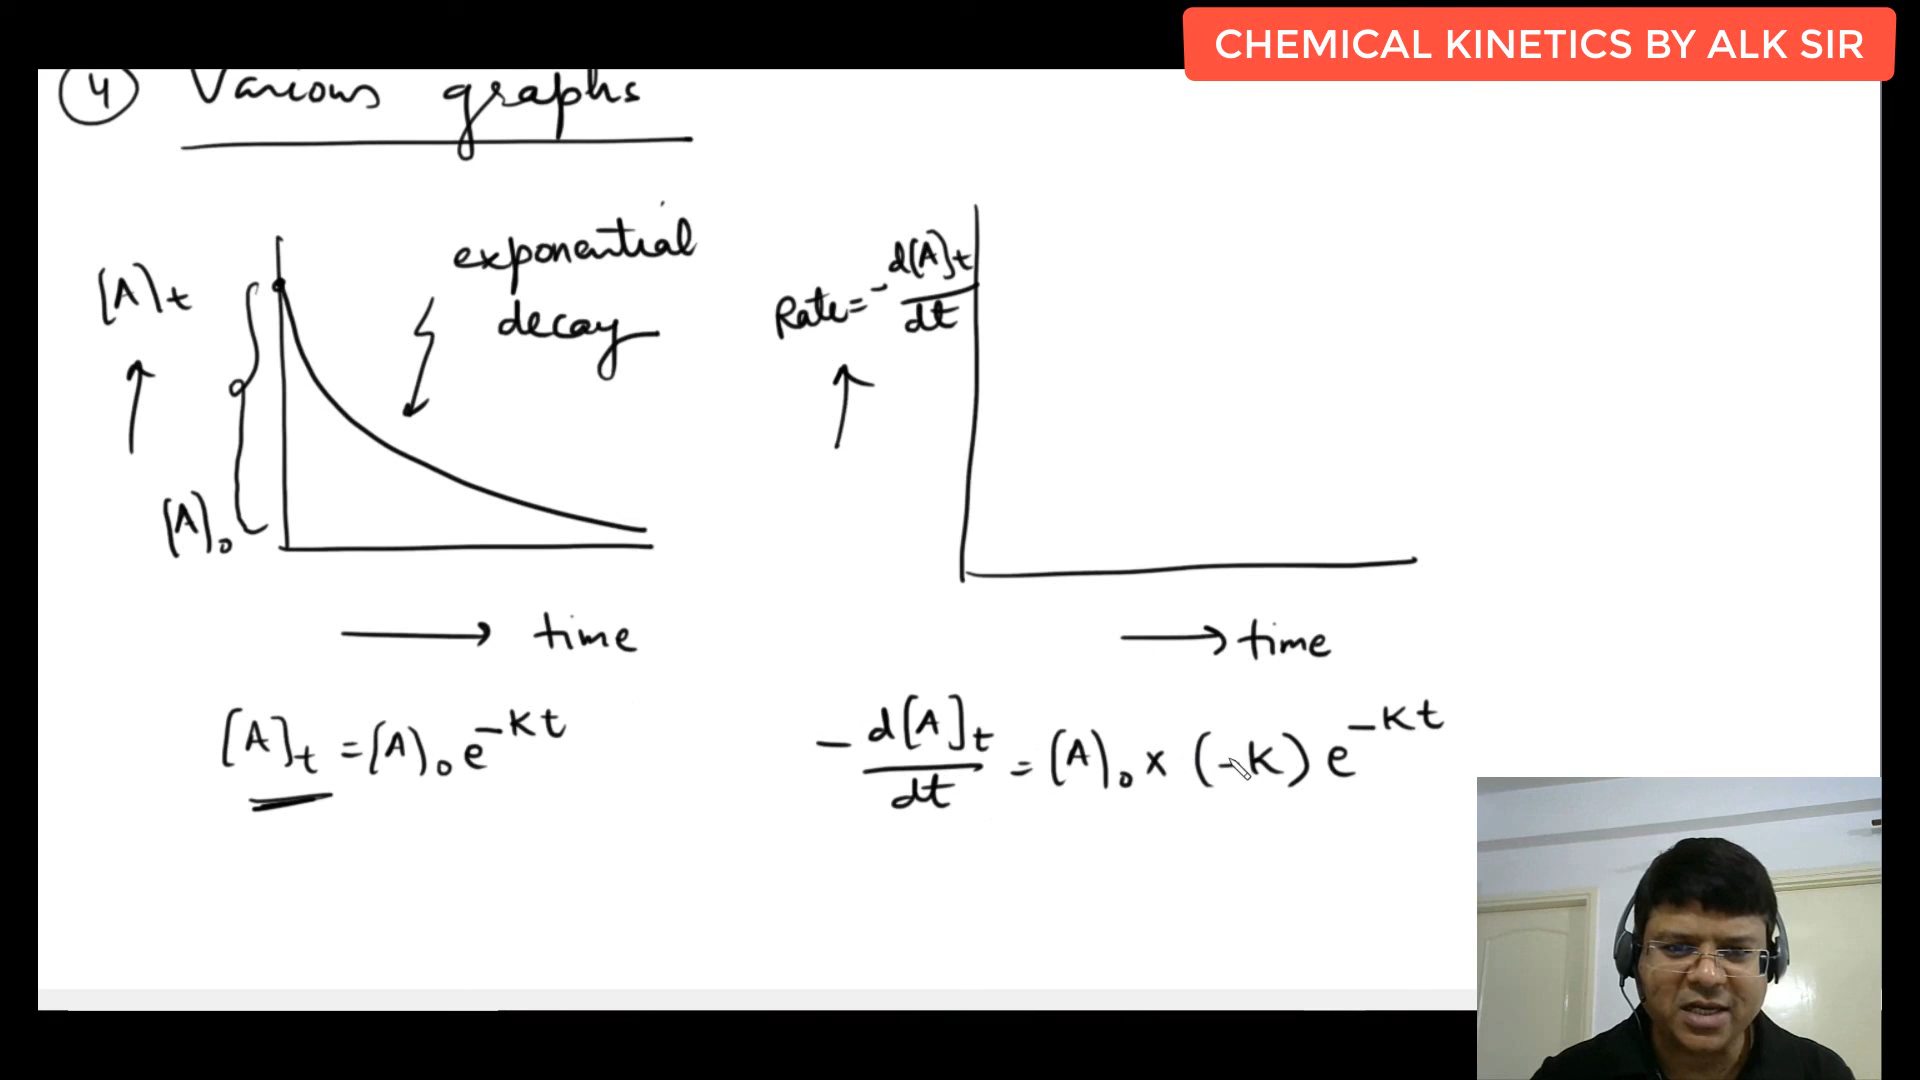 CHEMICAL KINETICS BY ALK SIR
4 Various graphs
exponential
decay
[A]t
[A]0
time
[A]t = [A]0 e^-Kt
Rate = -d[A]t/dt
time
-d[A]t/dt = [A]0 x (-K) e^-Kt